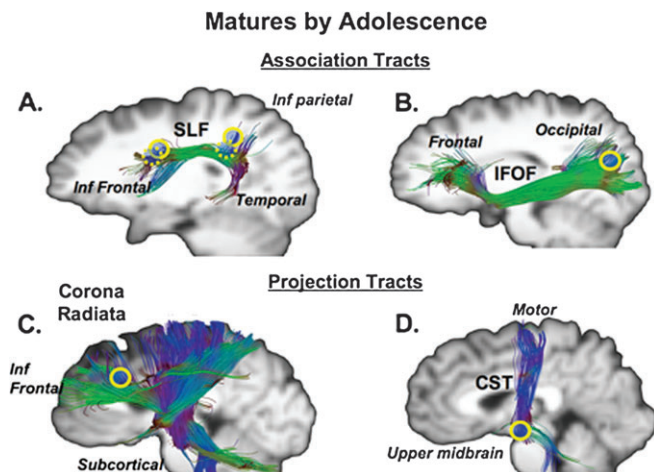 Matures by Adolescence
Association Tracts
A.
Inf parietal
SLF
Inf Frontal
Temporal
B.
Frontal
Occipital
IFOF
Projection Tracts
C.
Corona
Radiata
Inf
Frontal
Subcortical
D.
Motor
CST
Upper midbrain